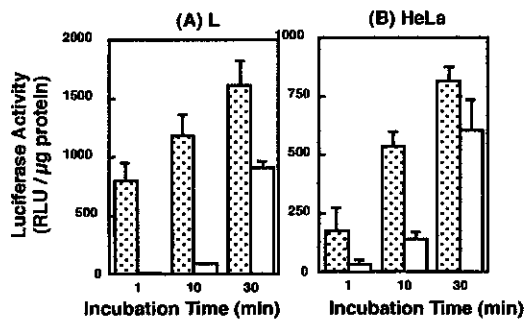 (A) L
(B) HeLa
Luciferase Activity
(RLU / µg protein)
2000
1500
1000
500
0
1000
750
500
250
0
1 10 30
1 10 30
Incubation Time (min)
Incubation Time (min)